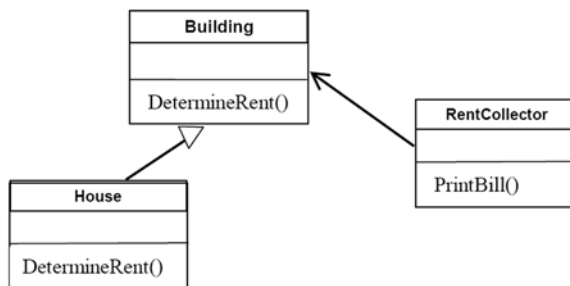 Building
DetermineRent()
RentCollector
PrintBill()
House
DetermineRent()